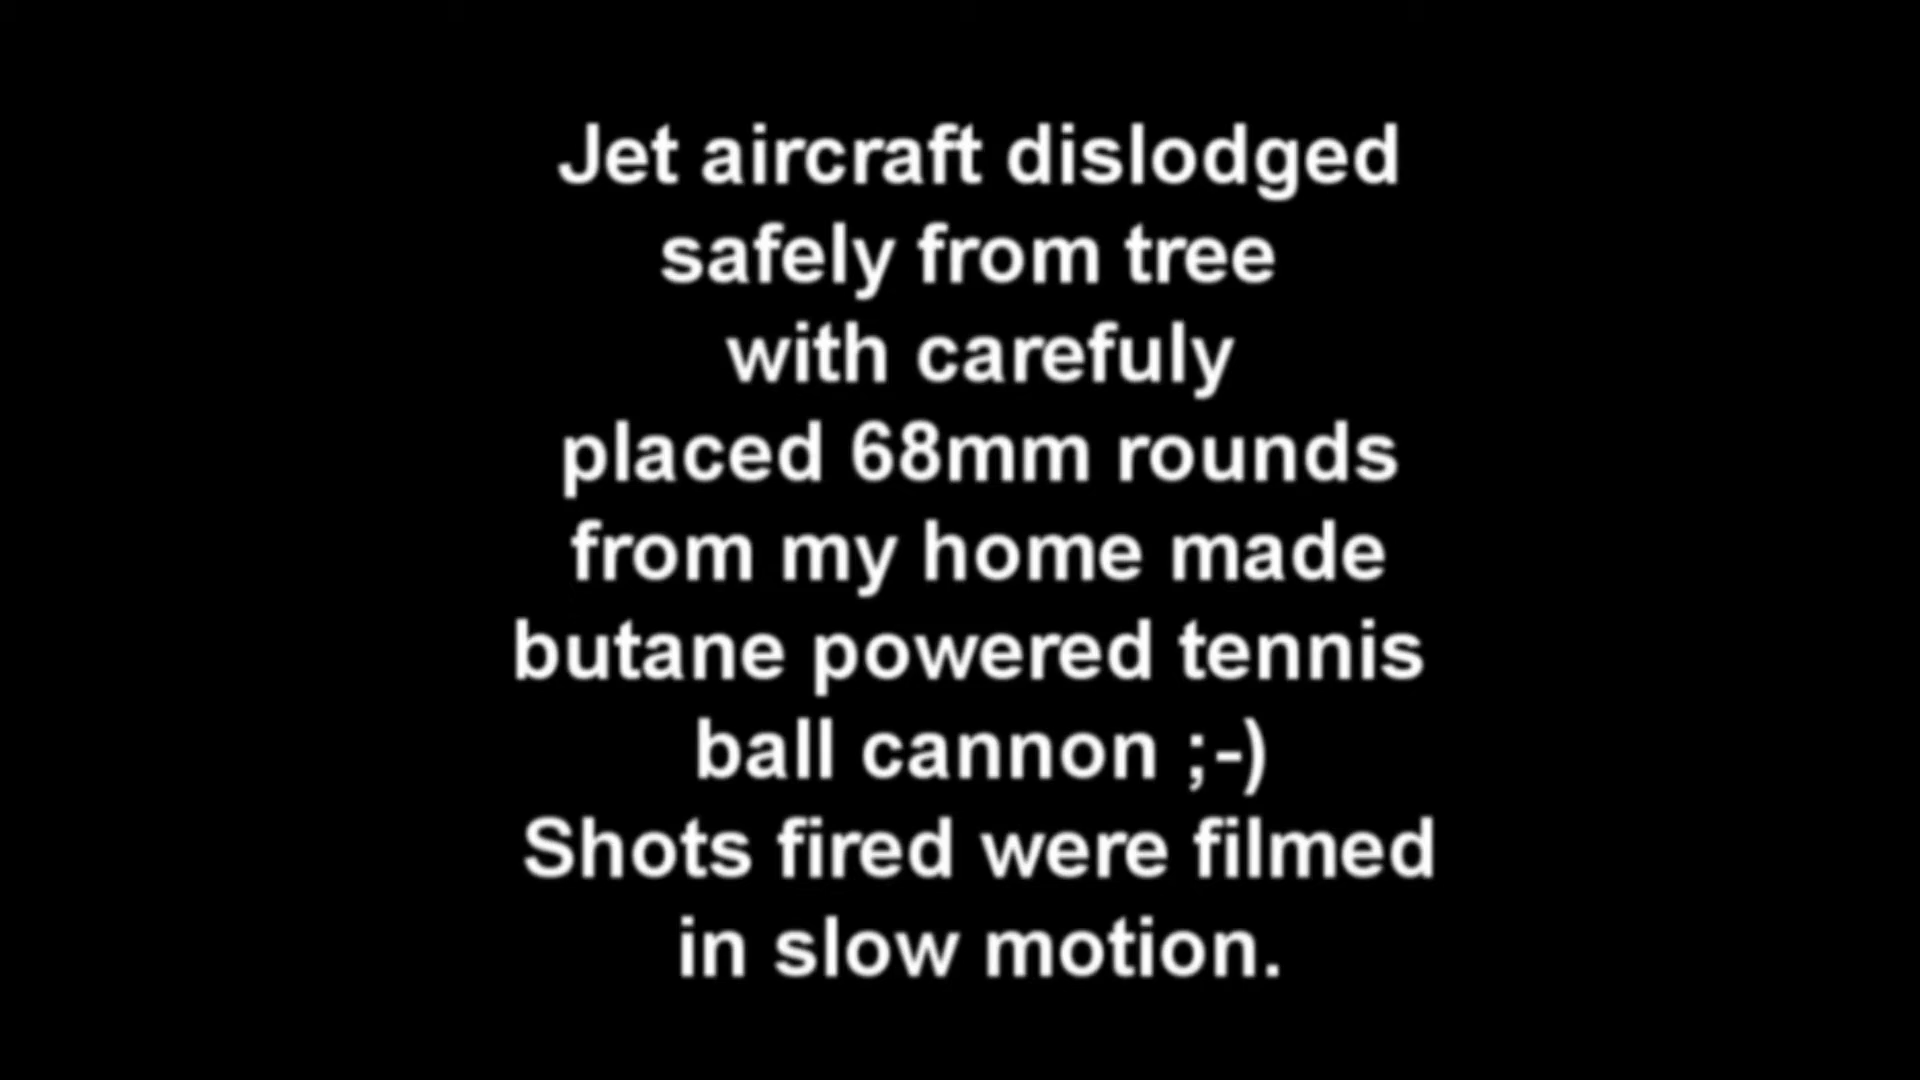 Jet aircraft dislodged
safely from tree
with carefuly
placed 68mm rounds
from my home made
butane powered tennis
ball cannon ;-)
Shots fired were filmed
in slow motion.